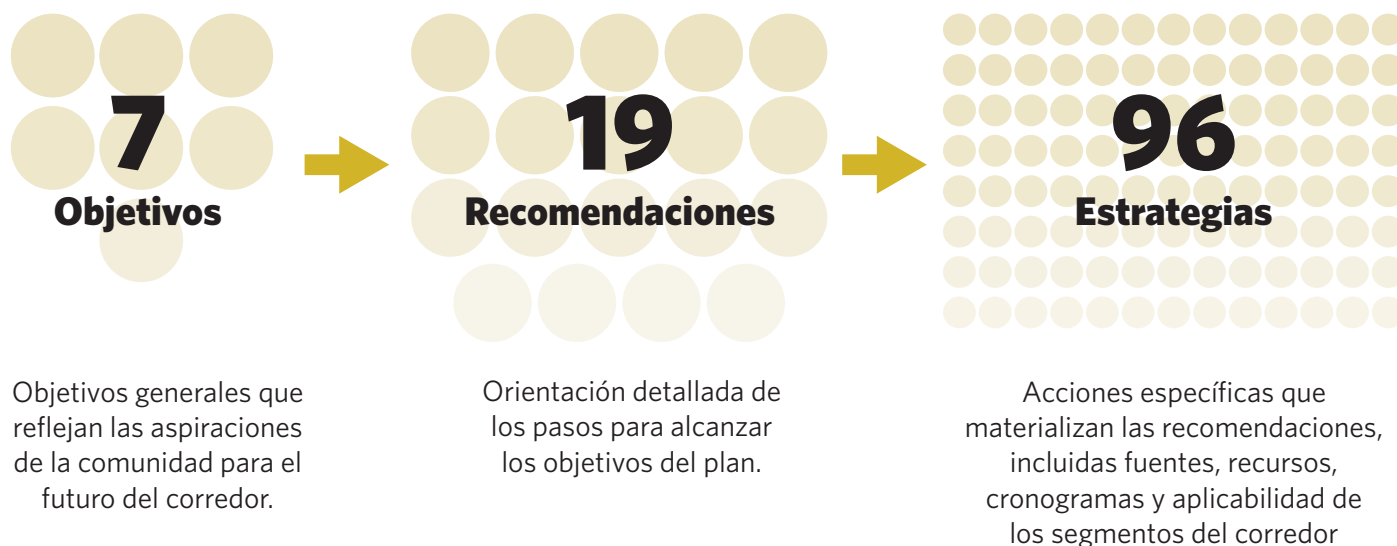 7
Objetivos
Objetivos generales que
reflejan las aspiraciones
de la comunidad para el
futuro del corredor.
19
Recomendaciones
Orientación detallada de
los pasos para alcanzar
los objetivos del plan.
96
Estrategias
Acciones específicas que
materializan las recomendaciones,
incluidas fuentes, recursos,
cronogramas y aplicabilidad de
los segmentos del corredor